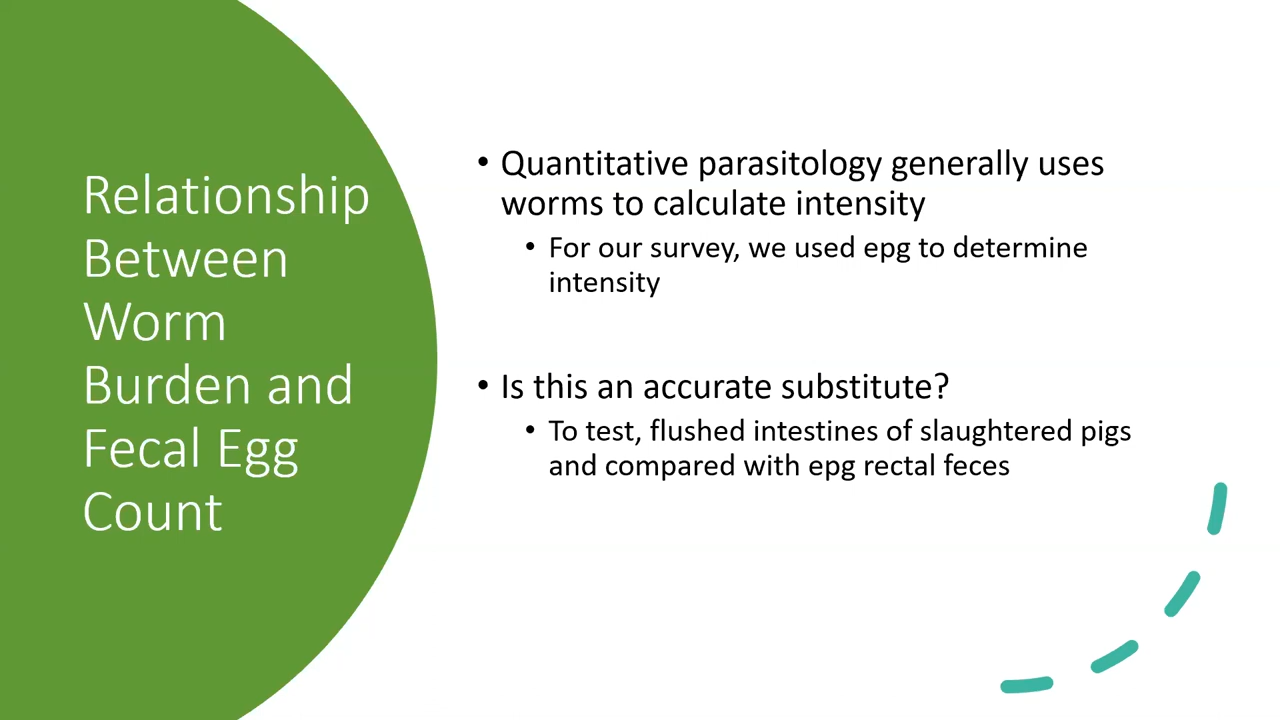 Relationship
Between
Worm
Burden and
Fecal Egg
Count
• Quantitative parasitology generally uses
worms to calculate intensity
• For our survey, we used epg to determine
intensity
• Is this an accurate substitute?
• To test, flushed intestines of slaughtered pigs
and compared with epg rectal feces